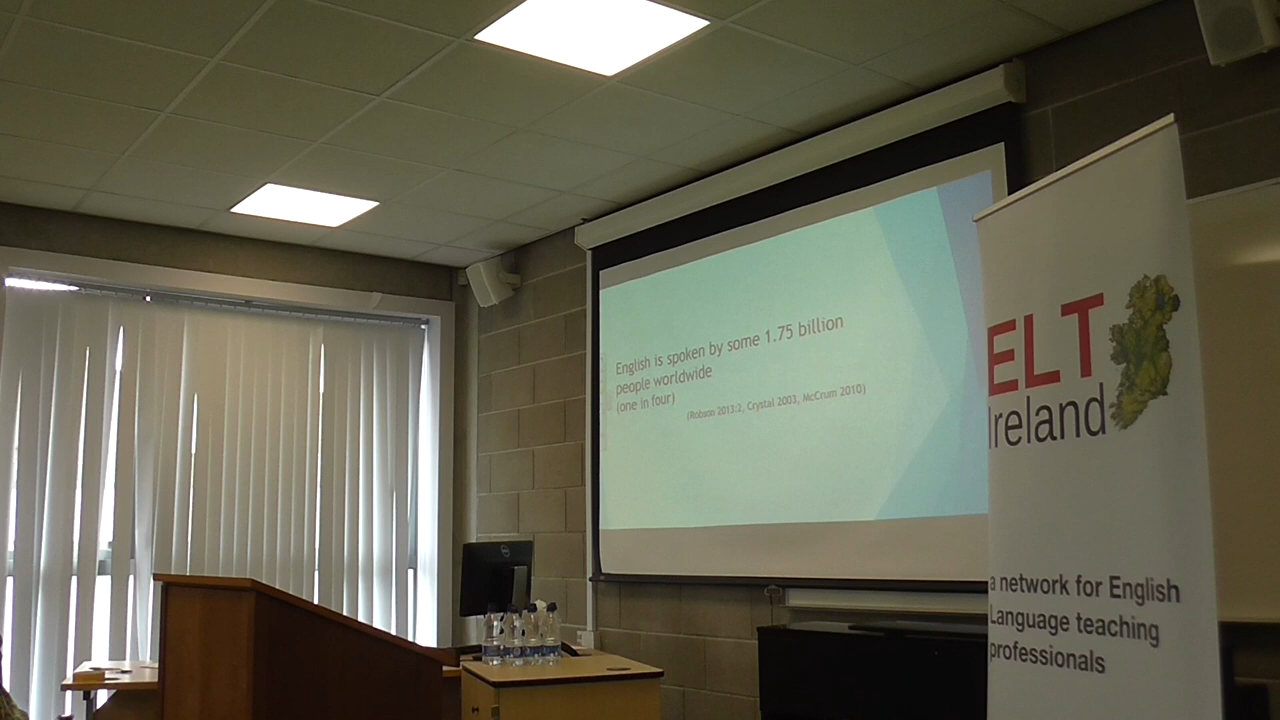 English is spoken by some 1.75 billion
people worldwide
(one in four)
(Robson 2013:2, Crystal 2003, McCrum 2010)
ELT
Ireland
a network for English
Language teaching
professionals